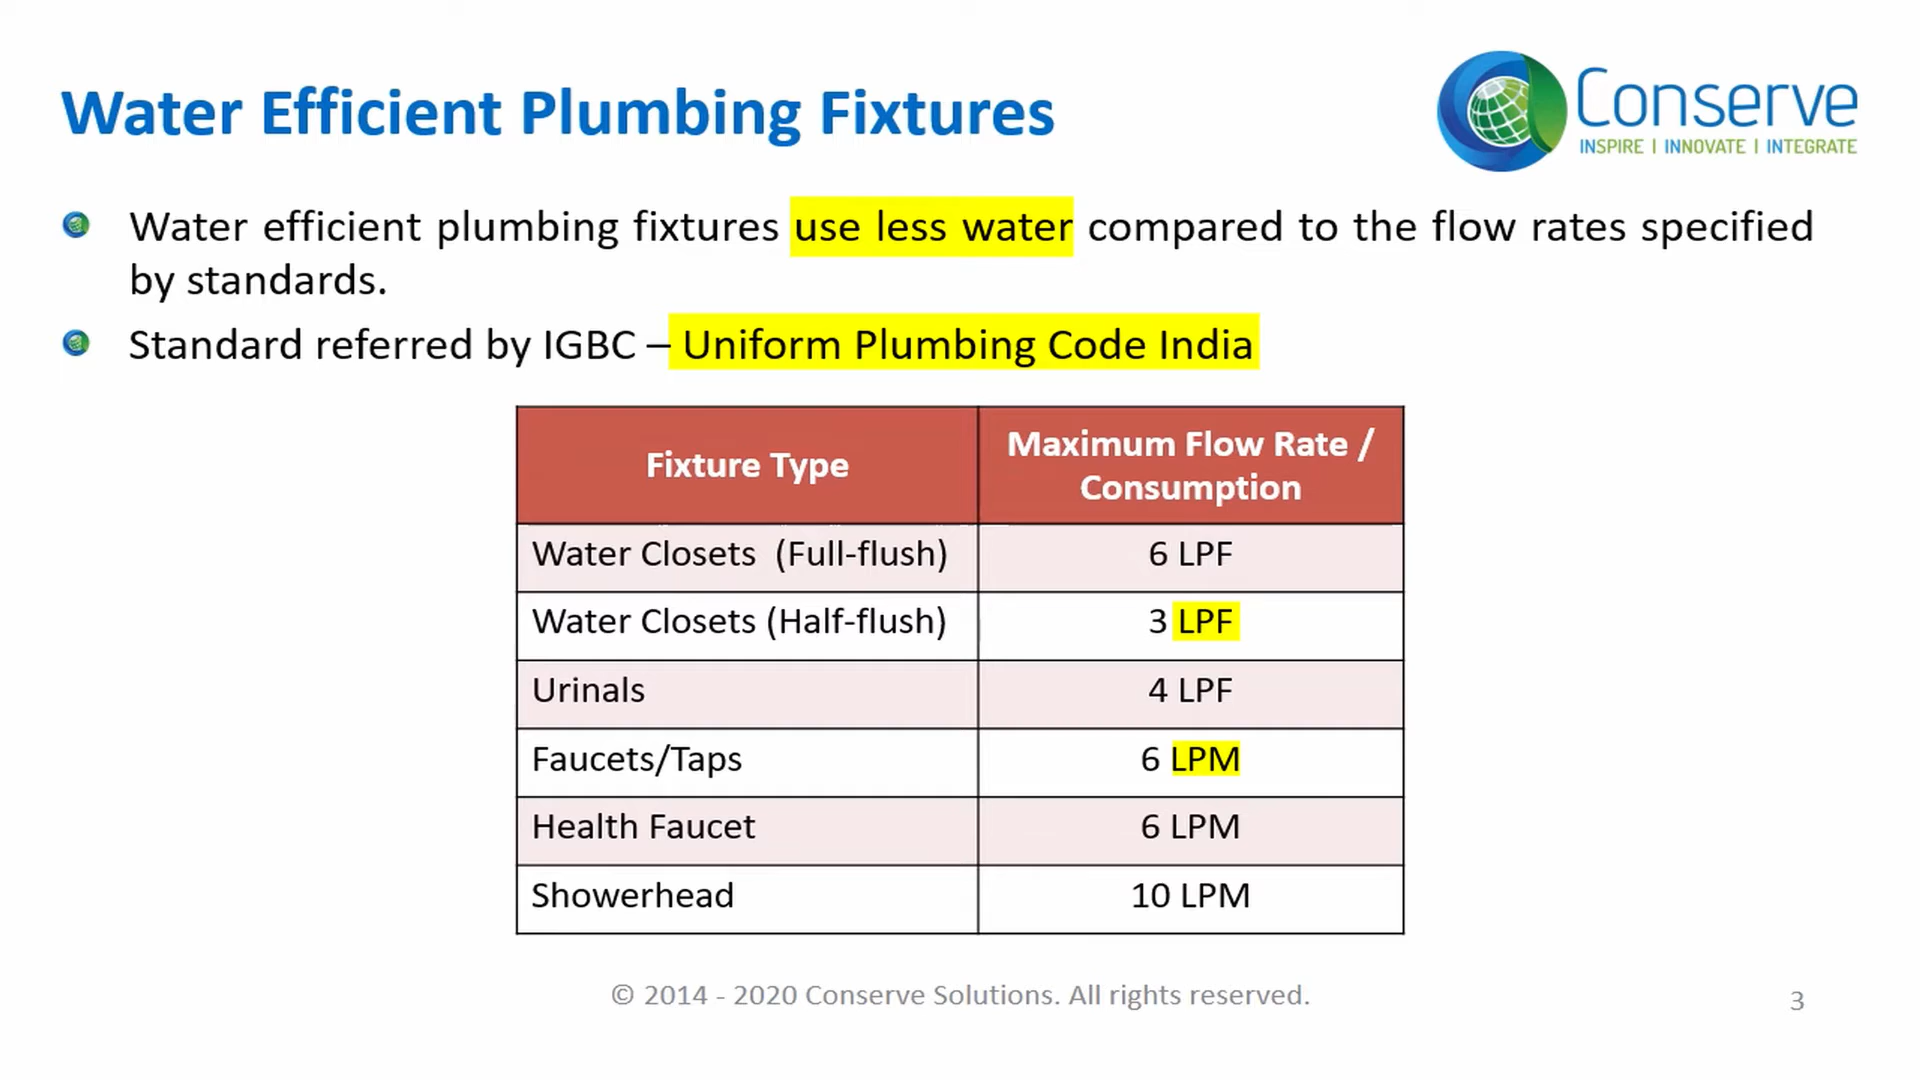 Water Efficient Plumbing Fixtures
Conserve
INSPIRE | INNOVATE | INTEGRATE
Water efficient plumbing fixtures use less water compared to the flow rates specified
by standards.
Standard referred by IGBC – Uniform Plumbing Code India
Fixture Type
Maximum Flow Rate /
Consumption
Water Closets (Full-flush)
6 LPF
Water Closets (Half-flush)
3 LPF
Urinals
4 LPF
Faucets/Taps
6 LPM
Health Faucet
6 LPM
Showerhead
10 LPM
© 2014 - 2020 Conserve Solutions. All rights reserved.
3